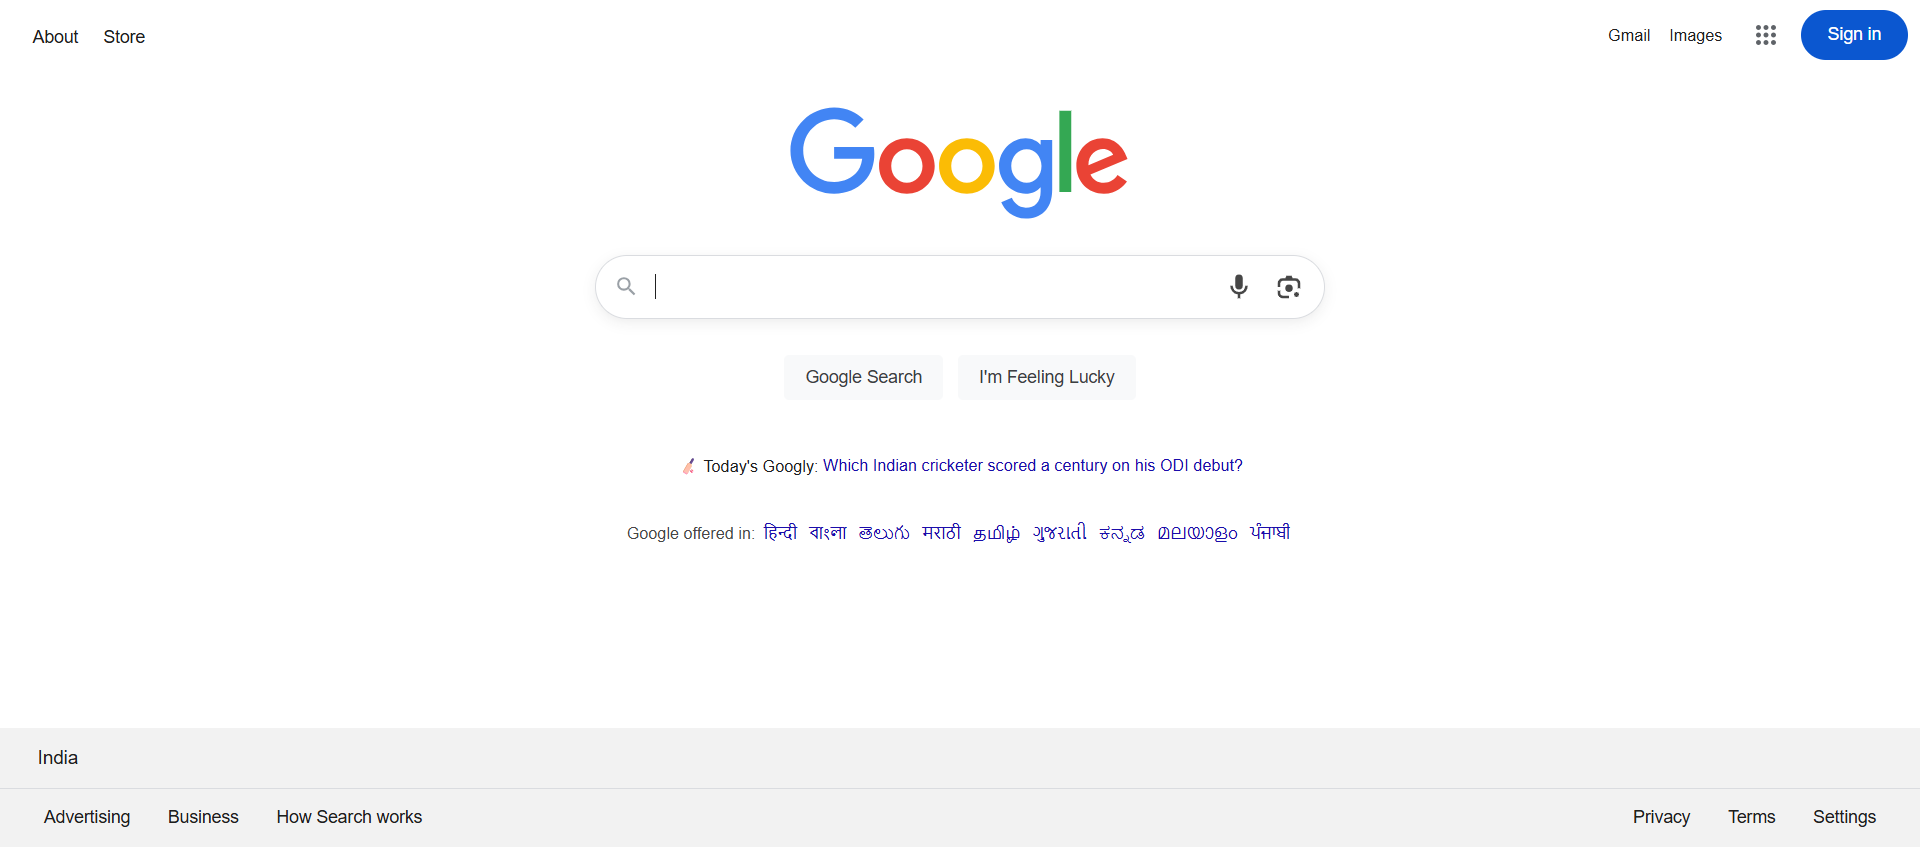 About Store Gmail Images Sign in
Google
Google Search I'm Feeling Lucky
Today's Googly: Which Indian cricketer scored a century on his ODI debut?
Google offered in: हिन्दी বাংলা తెలుగు मराठी தமிழ் ગુજરાતી ಕನ್ನಡ മലയാളം ਪੰਜਾਬੀ
India
Advertising Business How Search works Privacy Terms Settings